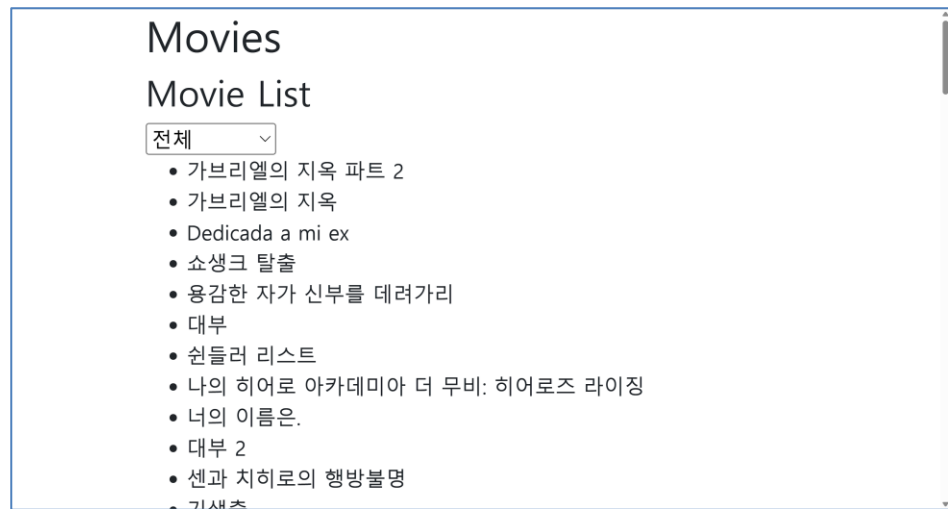 Movies
Movie List
전체
가브리엘의 지옥 파트 2
가브리엘의 지옥
Dedicada a mi ex
쇼생크 탈출
용감한 자가 신부를 데려가리
대부
쉰들러 리스트
나의 히어로 아카데미아 더 무비: 히어로즈 라이징
너의 이름은.
대부 2
센과 치히로의 행방불명